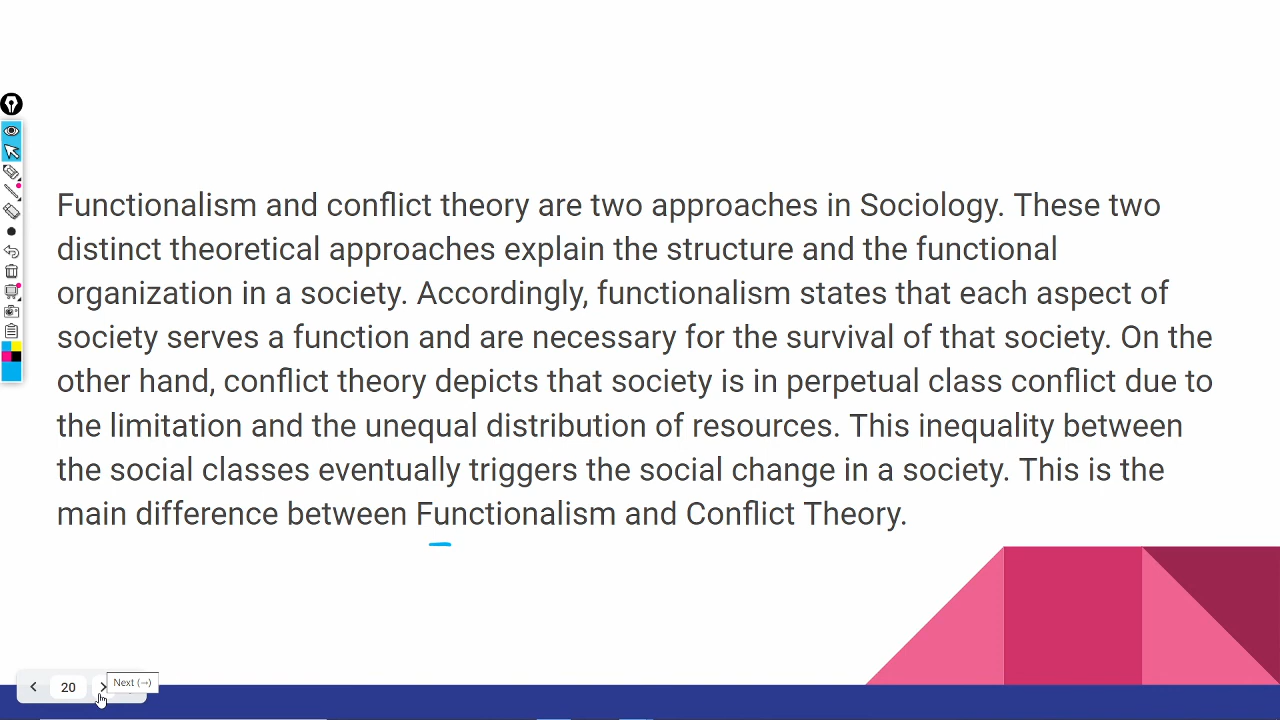 Functionalism and conflict theory are two approaches in Sociology. These two
distinct theoretical approaches explain the structure and the functional
organization in a society. Accordingly, functionalism states that each aspect of
society serves a function and are necessary for the survival of that society. On the
other hand, conflict theory depicts that society is in perpetual class conflict due to
the limitation and the unequal distribution of resources. This inequality between
the social classes eventually triggers the social change in a society. This is the
main difference between Functionalism and Conflict Theory.
20
Next (→)